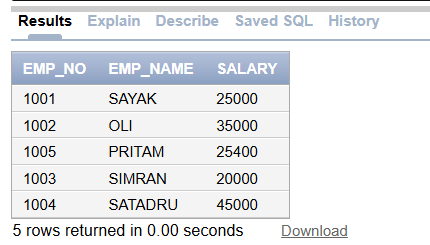 Results Explain Describe Saved SQL History
EMP_NO EMP_NAME SALARY
1001 SAYAK 25000
1002 OLI 35000
1005 PRITAM 25400
1003 SIMRAN 20000
1004 SATADRU 45000
5 rows returned in 0.00 seconds Download